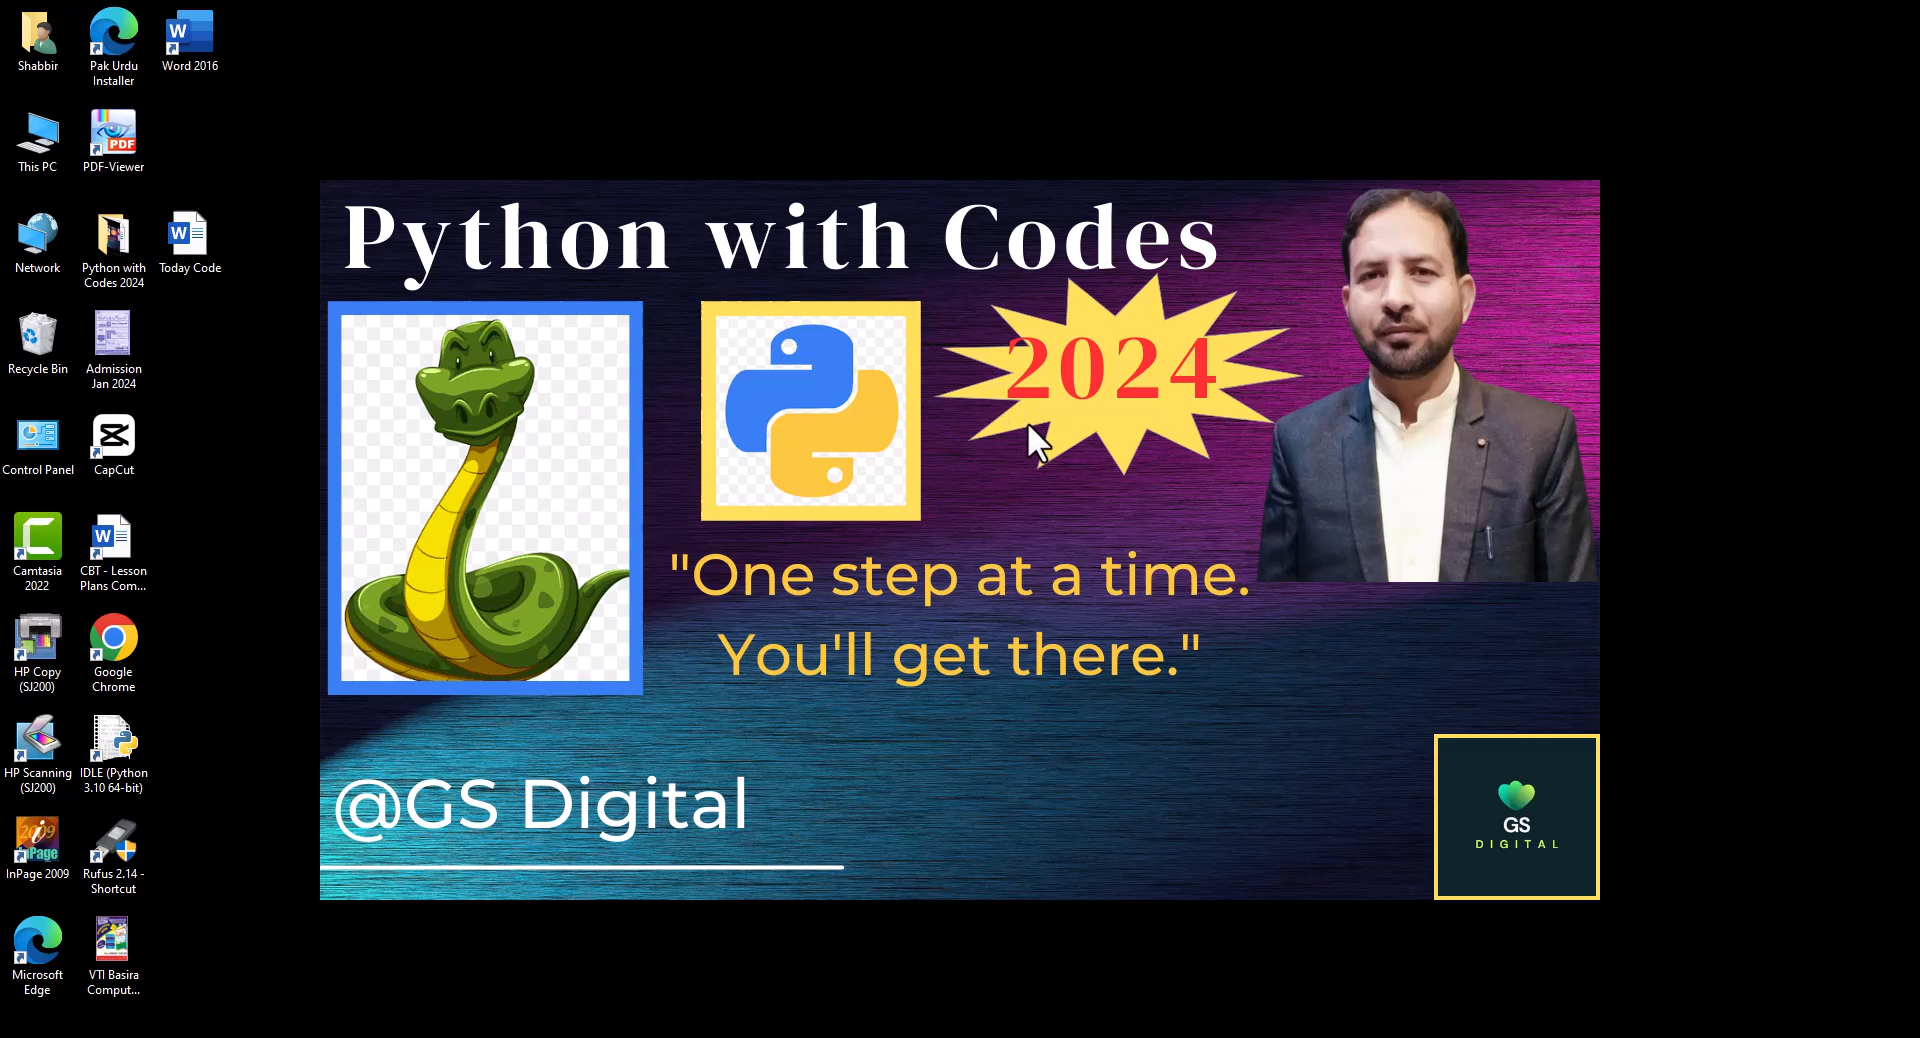 Shabbir
Pak Urdu
Installer
Word 2016
This PC
PDF
PDF-Viewer
Network
Python with
Codes 2024
Today Code
Recycle Bin
Admission
Jan 2024
Control Panel
CapCut
Camtasia
2022
CBT - Lesson
Plans Com...
HP Copy
(SJ200)
Google
Chrome
HP Scanning
(SJ200)
IDLE (Python
3.10 64-bit)
2009
InPage
InPage 2009
Rufus 2.14 -
Shortcut
Microsoft
Edge
VTI Basira
Comput...
Python with Codes
2024
"One step at a time.
You'll get there."
@GS Digital
GS
DIGITAL